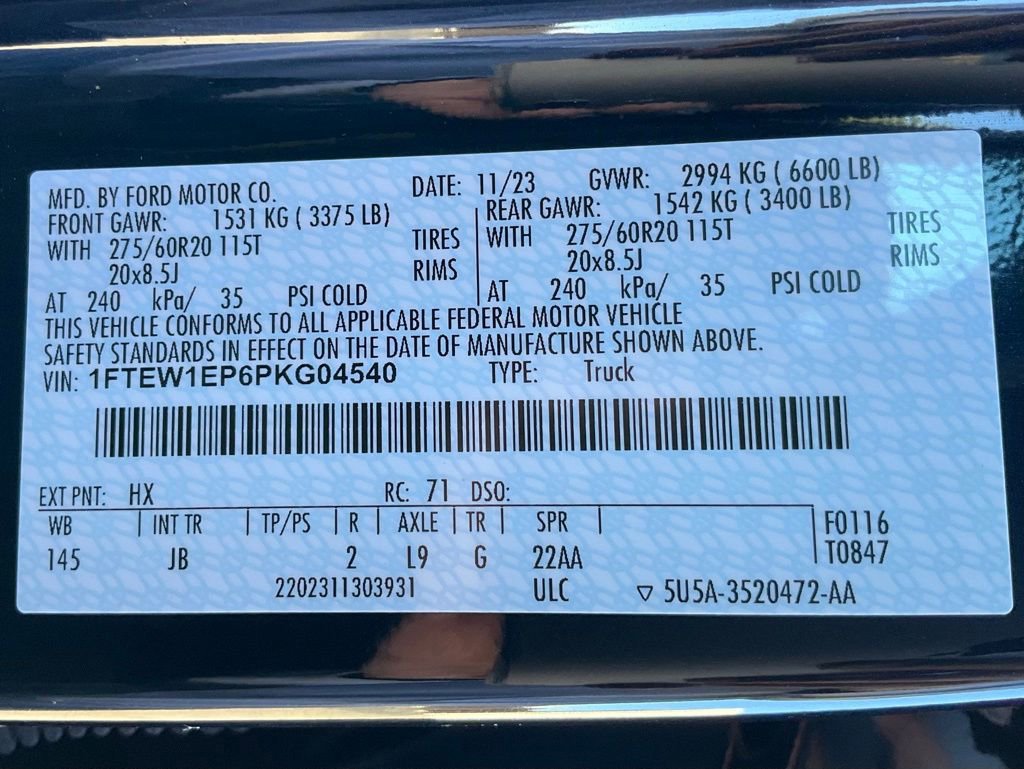 MFD. BY FORD MOTOR CO. DATE: 11/23 GVWR: 2994 KG ( 6600 LB)
FRONT GAWR: 1531 KG ( 3375 LB) REAR GAWR: 1542 KG ( 3400 LB)
WITH 275/60R20 115T TIRES WITH 275/60R20 115T TIRES
20x8.5J RIMS 20x8.5J RIMS
AT 240 kPa/ 35 PSI COLD AT 240 kPa/ 35 PSI COLD
THIS VEHICLE CONFORMS TO ALL APPLICABLE FEDERAL MOTOR VEHICLE
SAFETY STANDARDS IN EFFECT ON THE DATE OF MANUFACTURE SHOWN ABOVE.
VIN: 1FTEW1EP6PKG04540 TYPE: Truck
EXT PNT: HX RC: 71 DSO:
WB | INT TR | TP/PS | R | AXLE | TR | SPR | F0116
145 JB 2 L9 G 22AA T0847
2202311303931 ULC ▽ 5U5A-3520472-AA